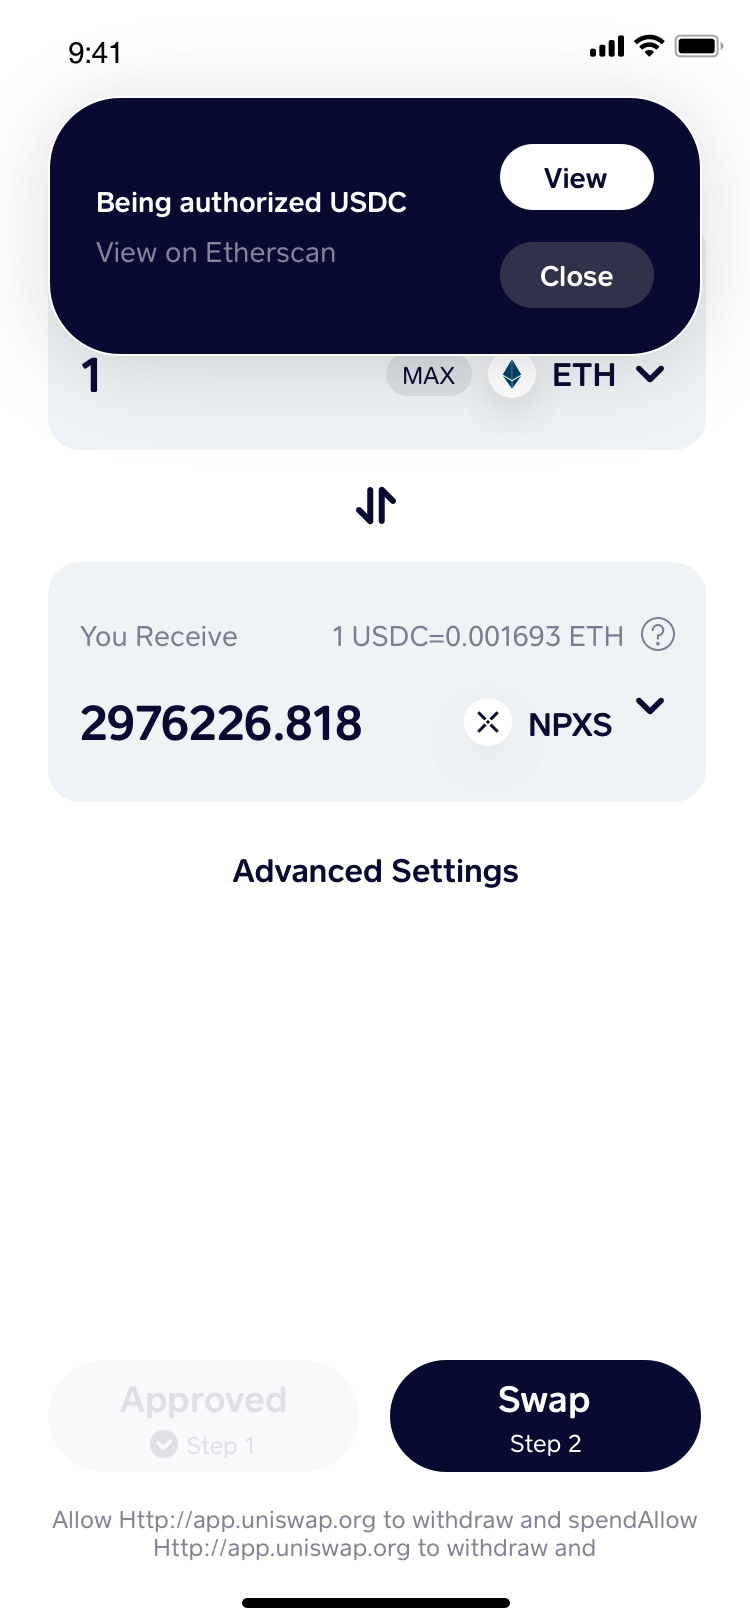 9:41
Being authorized USDC
View
View on Etherscan
Close
1
MAX
ETH
You Receive
1 USDC=0.001693 ETH ?
2976226.818
NPXS
Advanced Settings
Approved
Step 1
Swap
Step 2
Allow Http://app.uniswap.org to withdraw and spendAllow
Http://app.uniswap.org to withdraw and